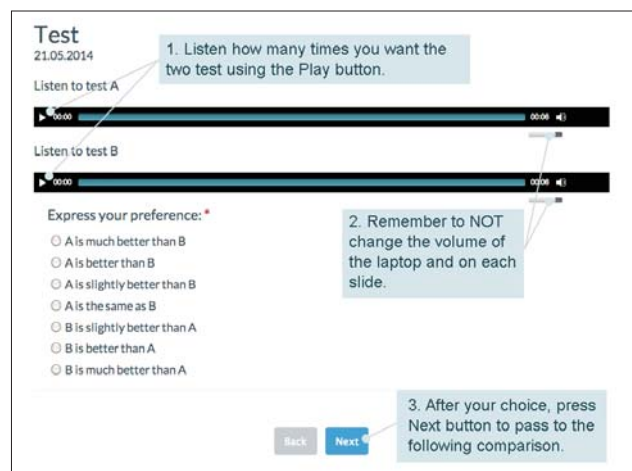 Test
21.05.2014
1. Listen how many times you want the
two test using the Play button.
Listen to test A
00:00
00:06
Listen to test B
00:00
00:06
Express your preference: *
A is much better than B
A is better than B
A is slightly better than B
A is the same as B
B is slightly better than A
B is better than A
B is much better than A
2. Remember to NOT
change the volume of
the laptop and on each
slide.
3. After your choice, press
Next button to pass to the
following comparison.
Back
Next